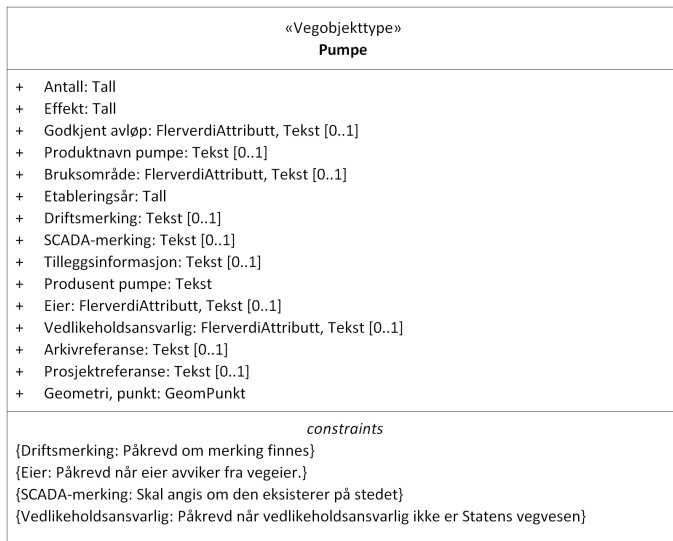 «Vegobjekttype»
Pumpe
+ Antall: Tall
+ Effekt: Tall
+ Godkjent avløp: FlerverdiAttributt, Tekst [0..1]
+ Produktnavn pumpe: Tekst [0..1]
+ Bruksområde: FlerverdiAttributt, Tekst [0..1]
+ Etableringsår: Tall
+ Driftsmerking: Tekst [0..1]
+ SCADA-merking: Tekst [0..1]
+ Tilleggsinformasjon: Tekst [0..1]
+ Produsent pumpe: Tekst
+ Eier: FlerverdiAttributt, Tekst [0..1]
+ Vedlikeholdsansvarlig: FlerverdiAttributt, Tekst [0..1]
+ Arkivreferanse: Tekst [0..1]
+ Prosjektreferanse: Tekst [0..1]
+ Geometri, punkt: GeomPunkt
constraints
{Driftsmerking: Påkrevd om merking finnes}
{Eier: Påkrevd når eier avviker fra vegeier.}
{SCADA-merking: Skal angis om den eksisterer på stedet}
{Vedlikeholdsansvarlig: Påkrevd når vedlikeholdsansvarlig ikke er Statens vegvesen}